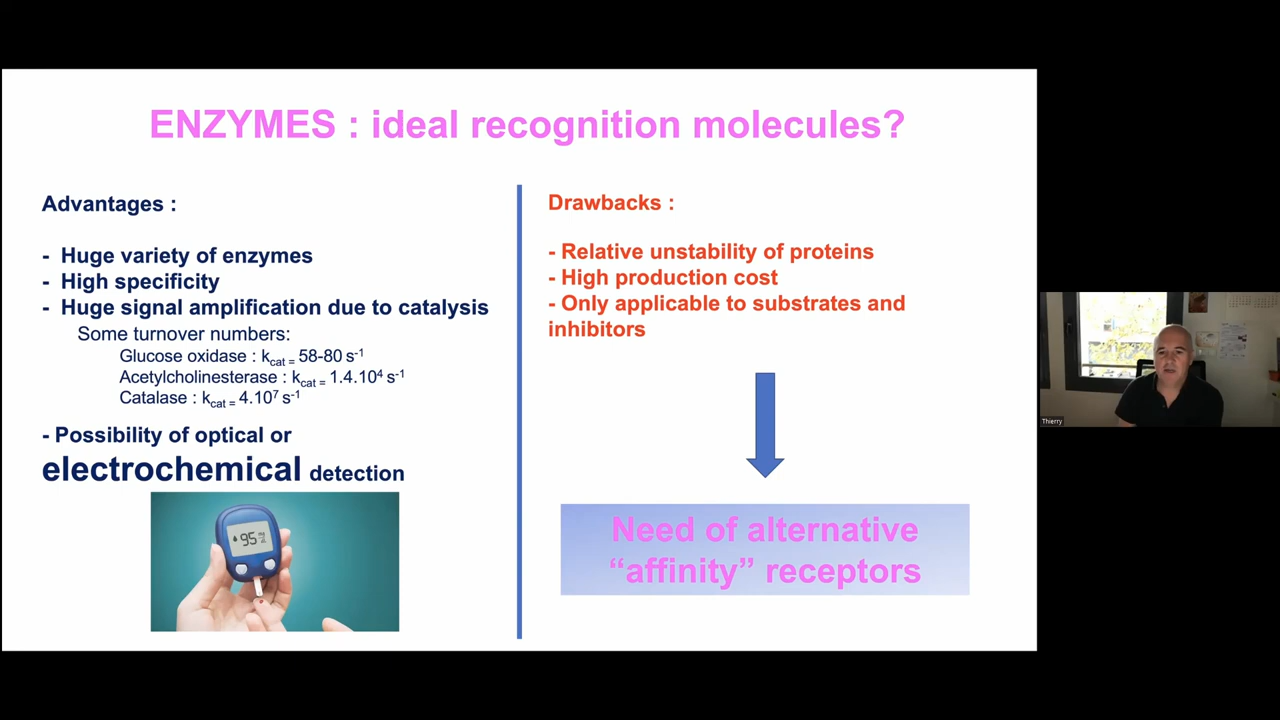 ENZYMES : ideal recognition molecules?
Advantages :
- Huge variety of enzymes
- High specificity
- Huge signal amplification due to catalysis
Some turnover numbers:
Glucose oxidase : kcat = 58-80 s-1
Acetylcholinesterase : kcat = 1.4.10⁴ s-1
Catalase : kcat = 4.10⁷ s-1
- Possibility of optical or
electrochemical detection
95
Drawbacks :
- Relative unstability of proteins
- High production cost
- Only applicable to substrates and
inhibitors
Need of alternative
“affinity” receptors
Thierry